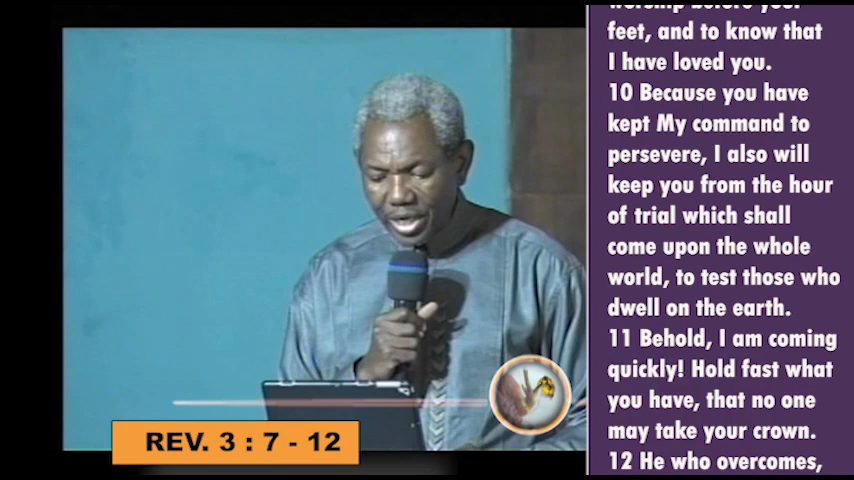 worship before your
feet, and to know that
I have loved you.
10 Because you have
kept My command to
persevere, I also will
keep you from the hour
of trial which shall
come upon the whole
world, to test those who
dwell on the earth.
11 Behold, I am coming
quickly! Hold fast what
you have, that no one
may take your crown.
12 He who overcomes,
REV. 3 : 7 - 12